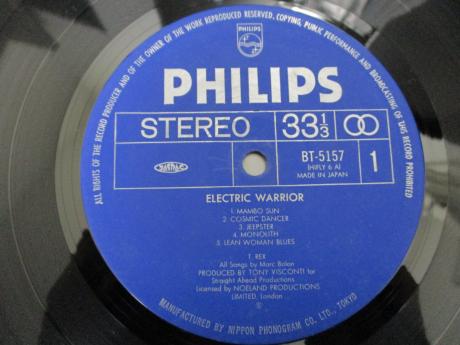 ALL RIGHTS OF THE RECORD PRODUCER AND OF THE OWNER OF THE WORK REPRODUCED RESERVED. COPYING, PUBLIC PERFORMANCE AND BROADCASTING OF THIS RECORD PROHIBITED
PHILIPS
PHILIPS
STEREO 33 1/3
BT-5157 1
(HIFLY 6 A)
MADE IN JAPAN
ELECTRIC WARRIOR
1. MAMBO SUN
2. COSMIC DANCER
3. JEEPSTER
4. MONOLITH
5. LEAN WOMAN BLUES
T. REX
All Songs by Marc Bolan
PRODUCED BY TONY VISCONTI for
Straight Ahead Productions
Licensed by NOELAND PRODUCTIONS
LIMITED, London
Ⓟ
MANUFACTURED BY NIPPON PHONOGRAM CO., LTD., TOKYO